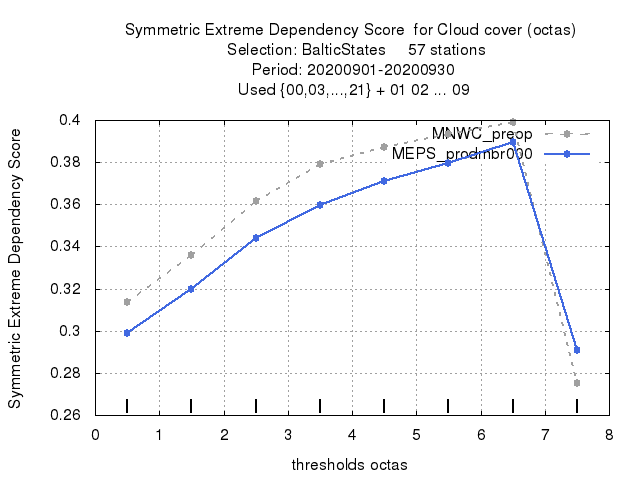 Symmetric Extreme Dependency Score for Cloud cover (octas)
Selection: BalticStates 57 stations
Period: 20200901-20200930
Used {00,03,...,21} + 01 02 ... 09
Symmetric Extreme Dependency Score
0.4
0.38
0.36
0.34
0.32
0.3
0.28
0.26
MNWC_preop
MEPS_prodmbr000
0 1 2 3 4 5 6 7 8
thresholds octas